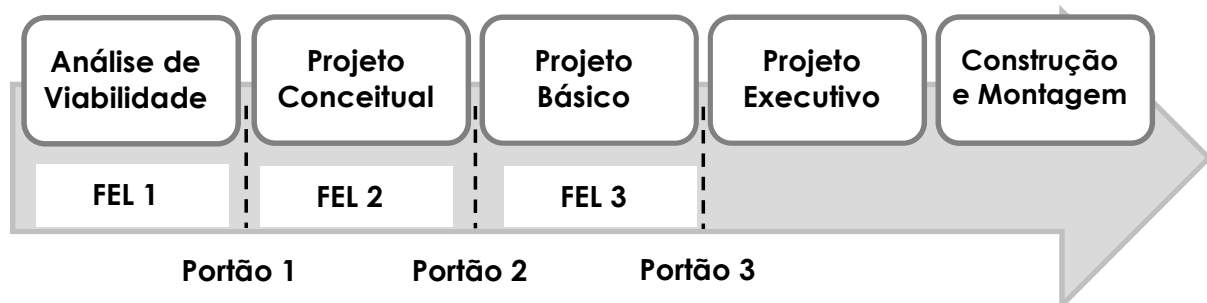 Análise de
Viabilidade
Projeto
Conceitual
Projeto
Básico
Projeto
Executivo
Construção
e Montagem
FEL 1
FEL 2
FEL 3
Portão 1
Portão 2
Portão 3